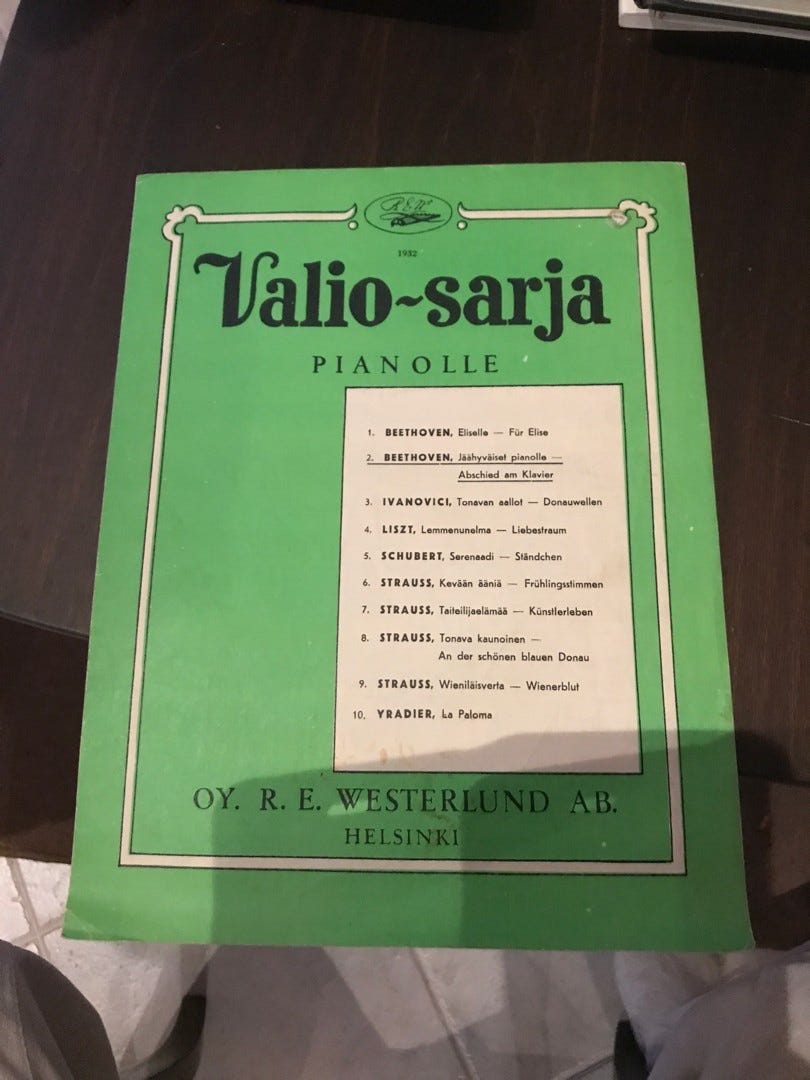 R. E. W.
1932
Valio-sarja
PIANOLLE
1. BEETHOVEN, Eliselle — Für Elise
2. BEETHOVEN, Jäähyväiset pianolle —
Abschied am Klavier
3. IVANOVICI, Tonavan aallot — Donauwellen
4. LISZT, Lemmenunelma — Liebestraum
5. SCHUBERT, Serenaadi — Ständchen
6. STRAUSS, Kevään ääniä — Frühlingsstimmen
7. STRAUSS, Taiteilijaelämää — Künstlerleben
8. STRAUSS, Tonava kaunoinen —
An der schönen blauen Donau
9. STRAUSS, Wieniläisverta — Wienerblut
10. YRADIER, La Paloma
OY. R. E. WESTERLUND AB.
HELSINKI